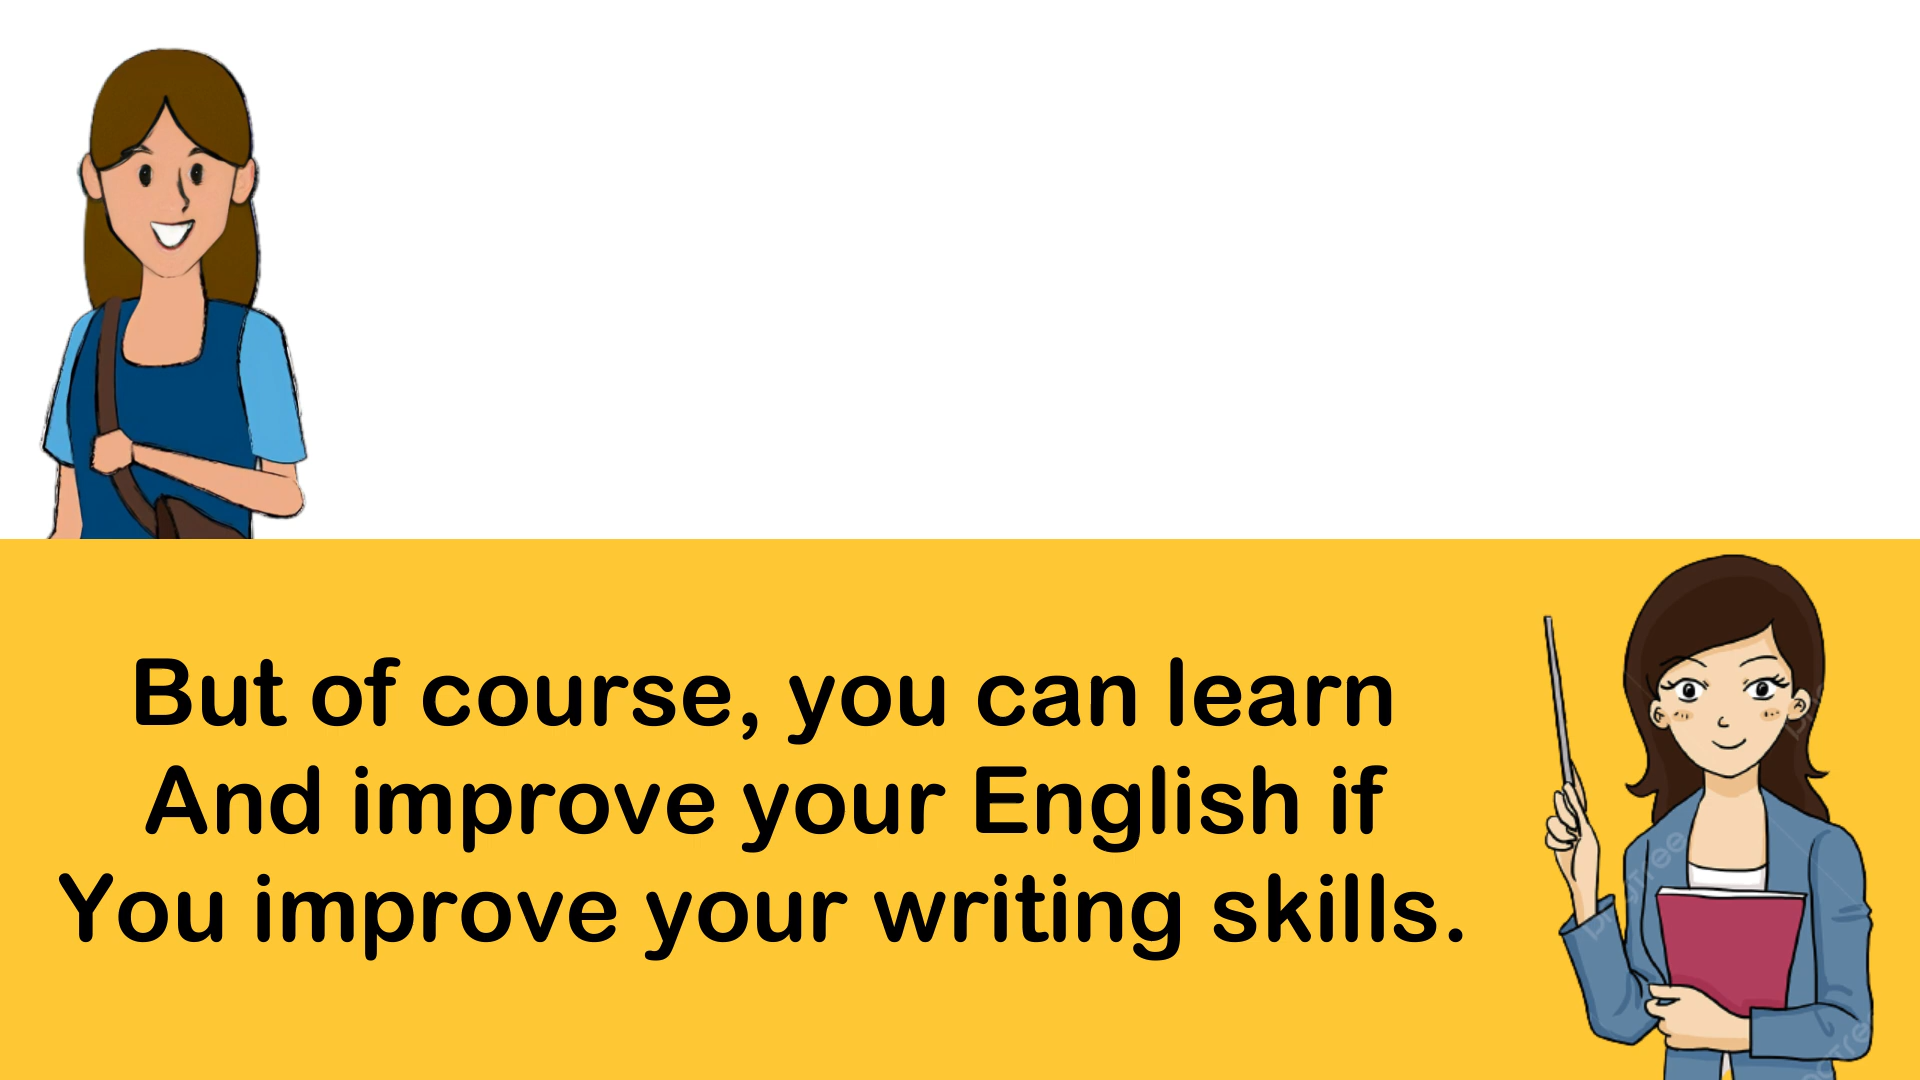 But of course, you can learn
And improve your English if
You improve your writing skills.